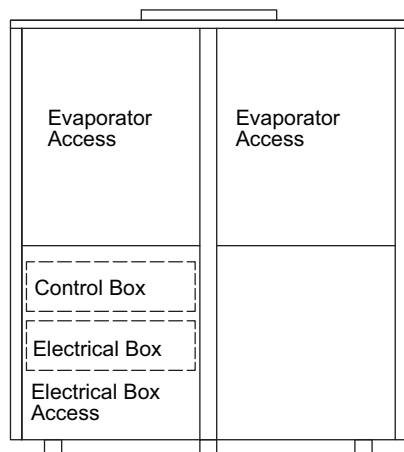 Evaporator
Access
Evaporator
Access
Control Box
Electrical Box
Electrical Box
Access